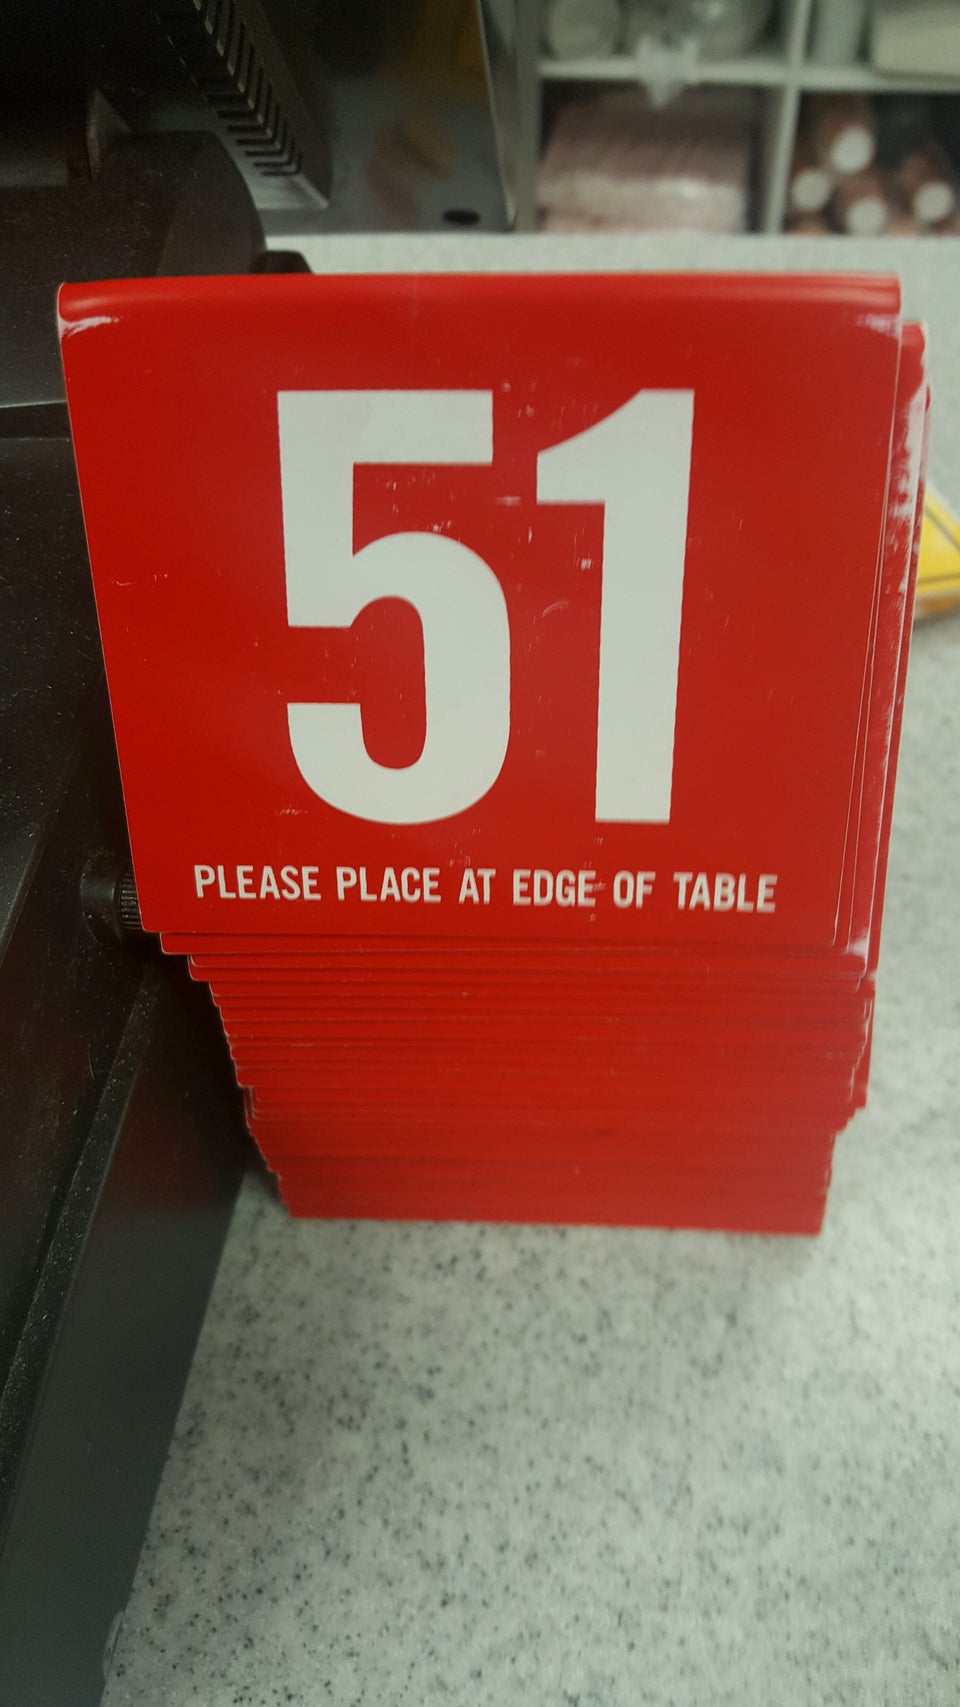 51
PLEASE PLACE AT EDGE OF TABLE